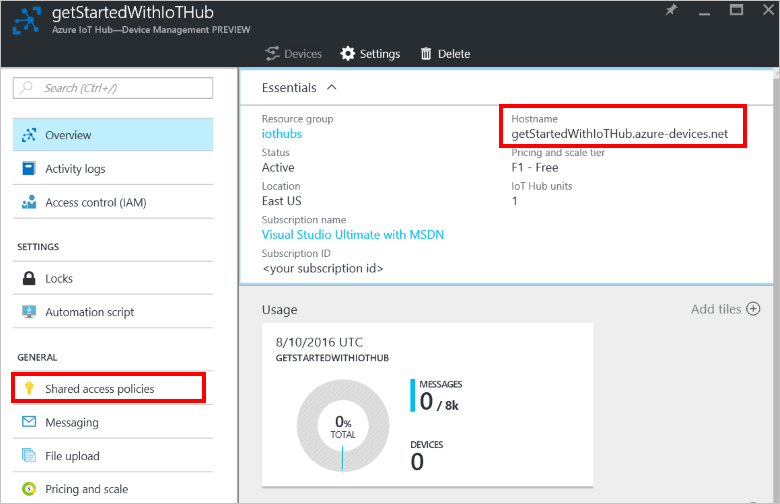 getStartedWithIoTHub
Azure IoT Hub—Device Management PREVIEW
Devices Settings Delete
Search (Ctrl+/)
Overview
Activity logs
Access control (IAM)
SETTINGS
Locks
Automation script
GENERAL
Shared access policies
Messaging
File upload
Pricing and scale
Essentials
Resource group
iothubs
Status
Active
Location
East US
Subscription name
Visual Studio Ultimate with MSDN
Subscription ID
<your subscription id>
Hostname
getStartedWithIoTHub.azure-devices.net
Pricing and scale tier
F1 - Free
IoT Hub units
1
Usage
Add tiles
8/10/2016 UTC
GETSTARTEDWITHIOTHUB
0%
TOTAL
MESSAGES
0 / 8k
DEVICES
0